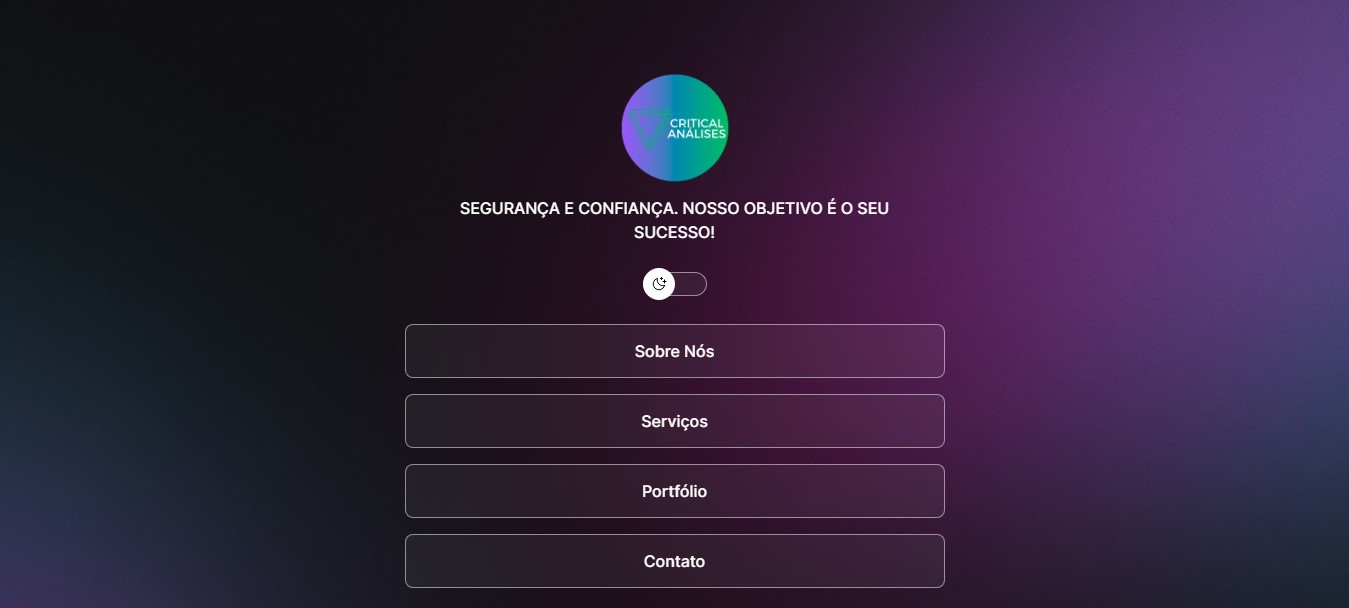 CRITICAL
ANÁLISES
SEGURANÇA E CONFIANÇA. NOSSO OBJETIVO É O SEU
SUCESSO!
Sobre Nós
Serviços
Portfólio
Contato